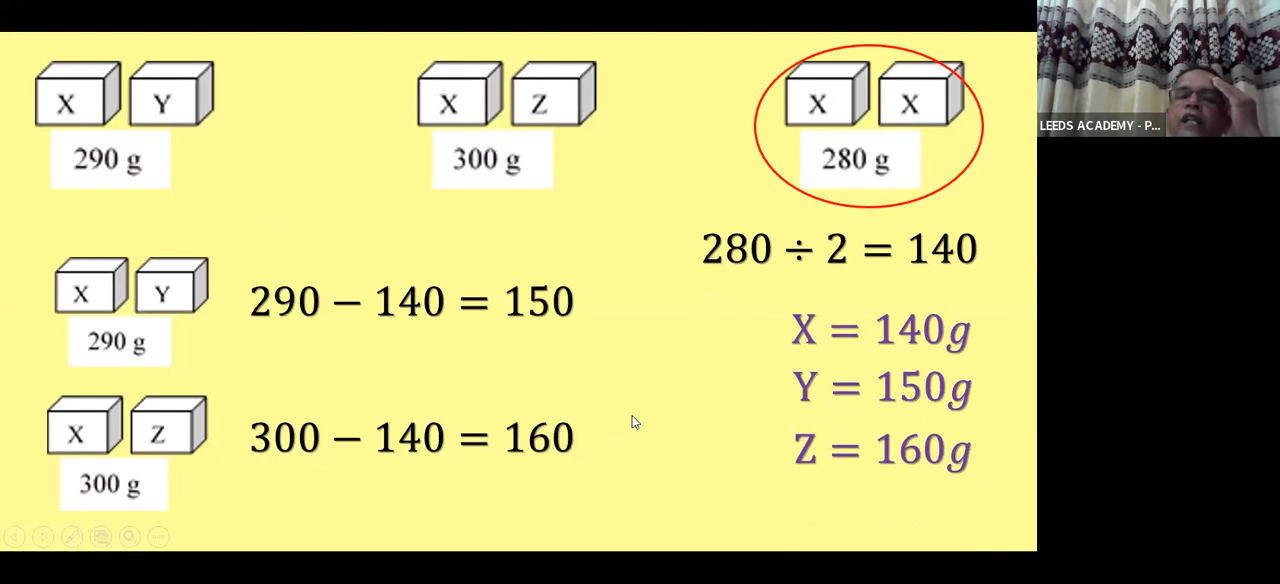 X Y
290 g
X Z
300 g
X X
280 g
280 ÷ 2 = 140
X Y
290 g
290 − 140 = 150
X Z
300 g
300 − 140 = 160
X = 140g
Y = 150g
Z = 160g
LEEDS ACADEMY - P...